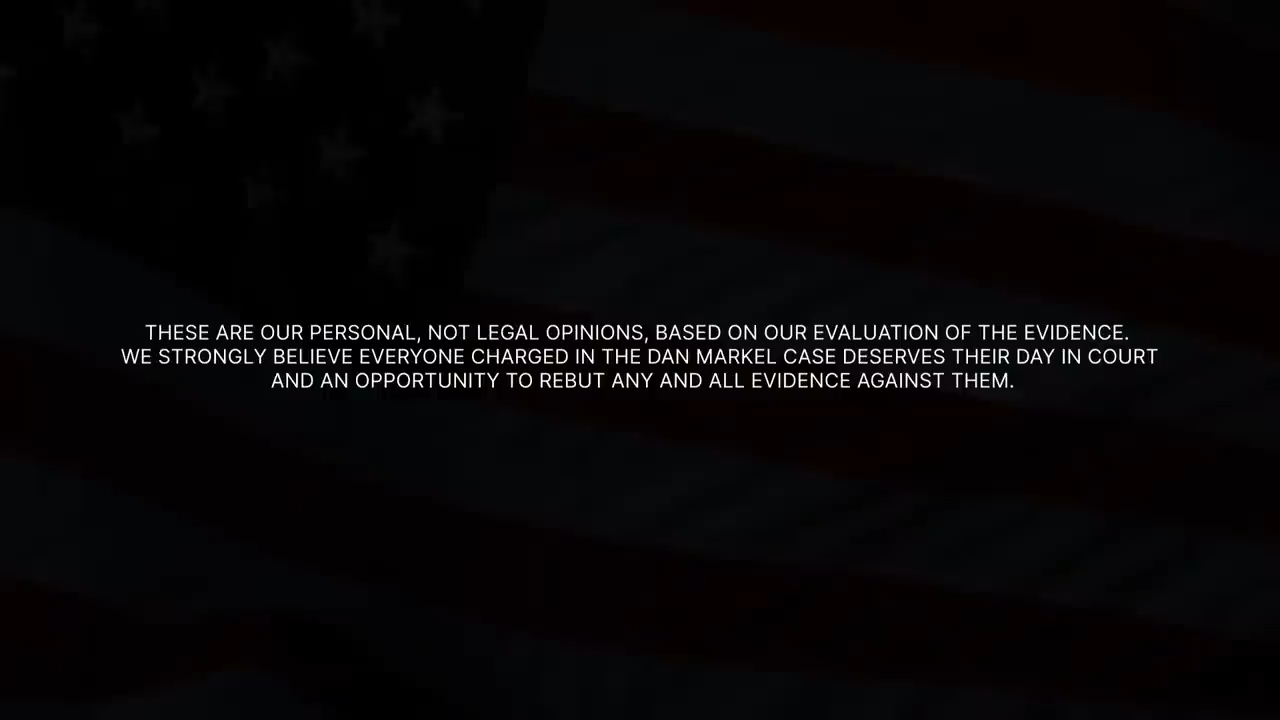 THESE ARE OUR PERSONAL, NOT LEGAL OPINIONS, BASED ON OUR EVALUATION OF THE EVIDENCE.
WE STRONGLY BELIEVE EVERYONE CHARGED IN THE DAN MARKEL CASE DESERVES THEIR DAY IN COURT
AND AN OPPORTUNITY TO REBUT ANY AND ALL EVIDENCE AGAINST THEM.